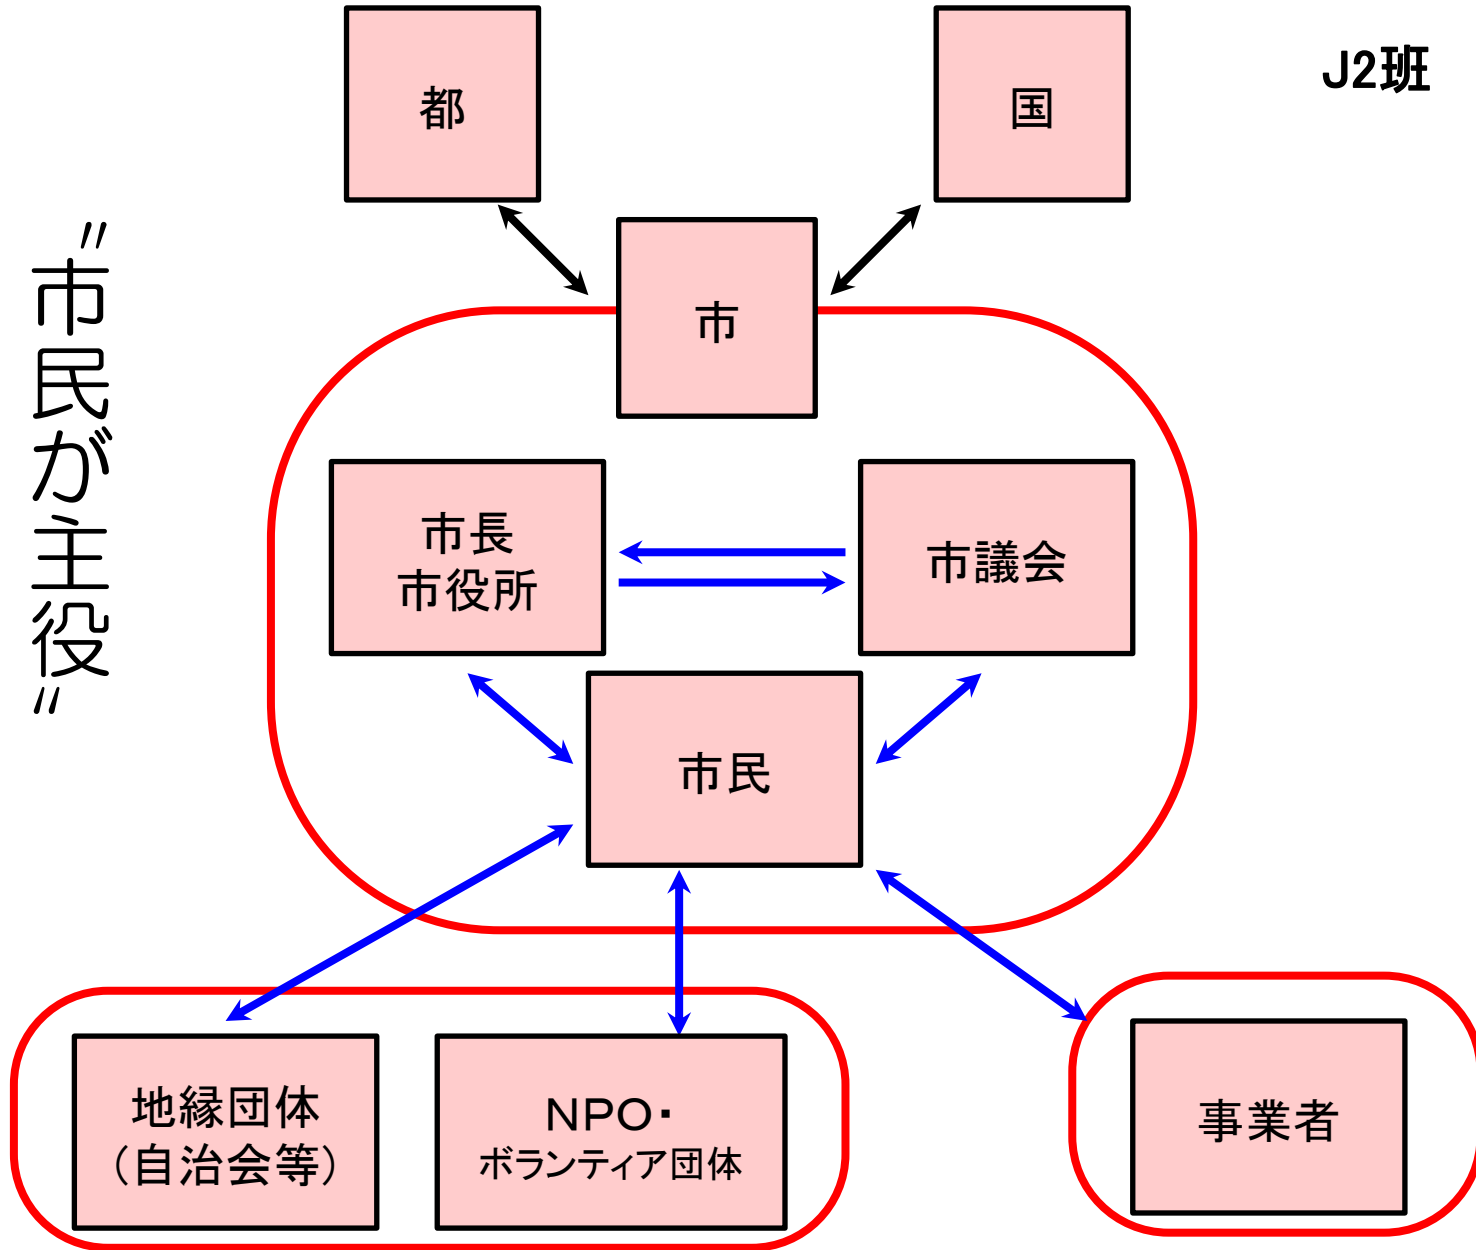 J2班
都
国
"市民が主役"
市
市長
市役所
市議会
市民
地縁団体
（自治会等）
NPO・
ボランティア団体
事業者